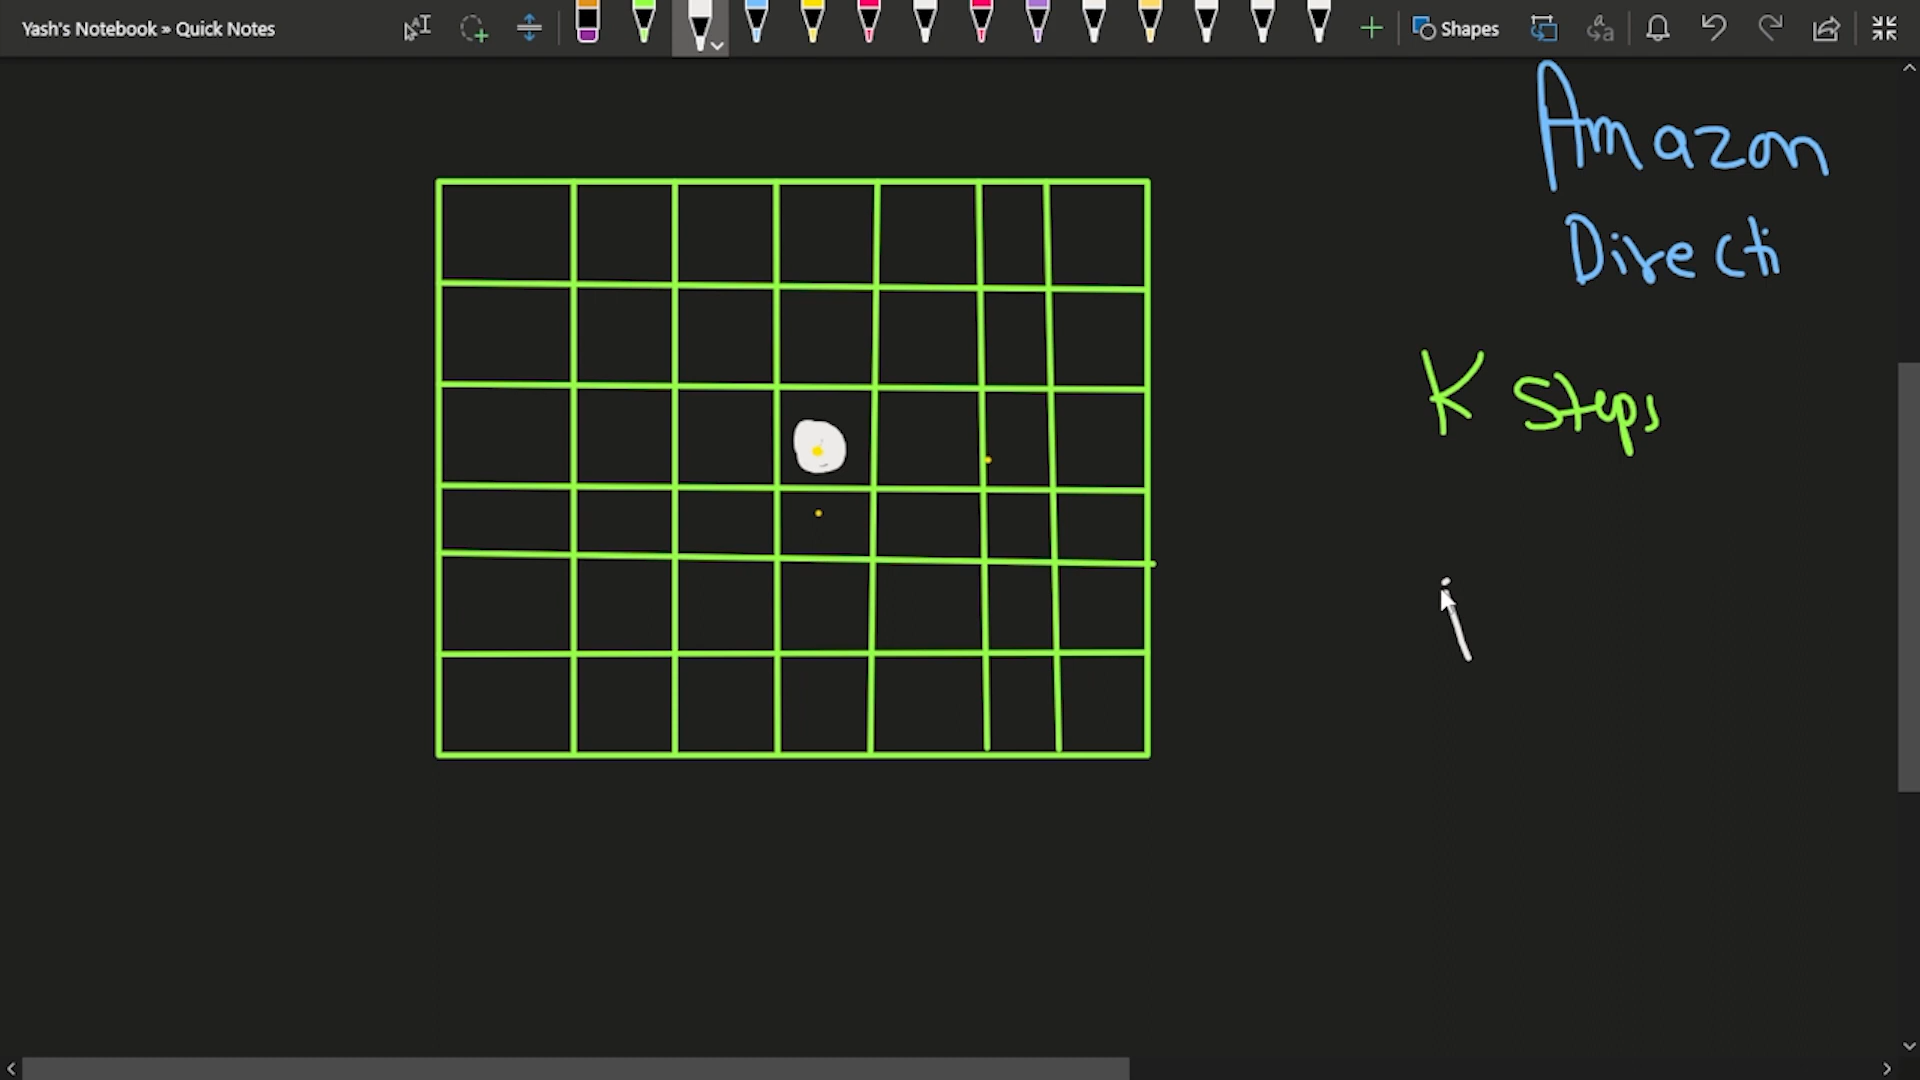 Yash's Notebook » Quick Notes
Shapes
Amazon
Directi
K Steps
i